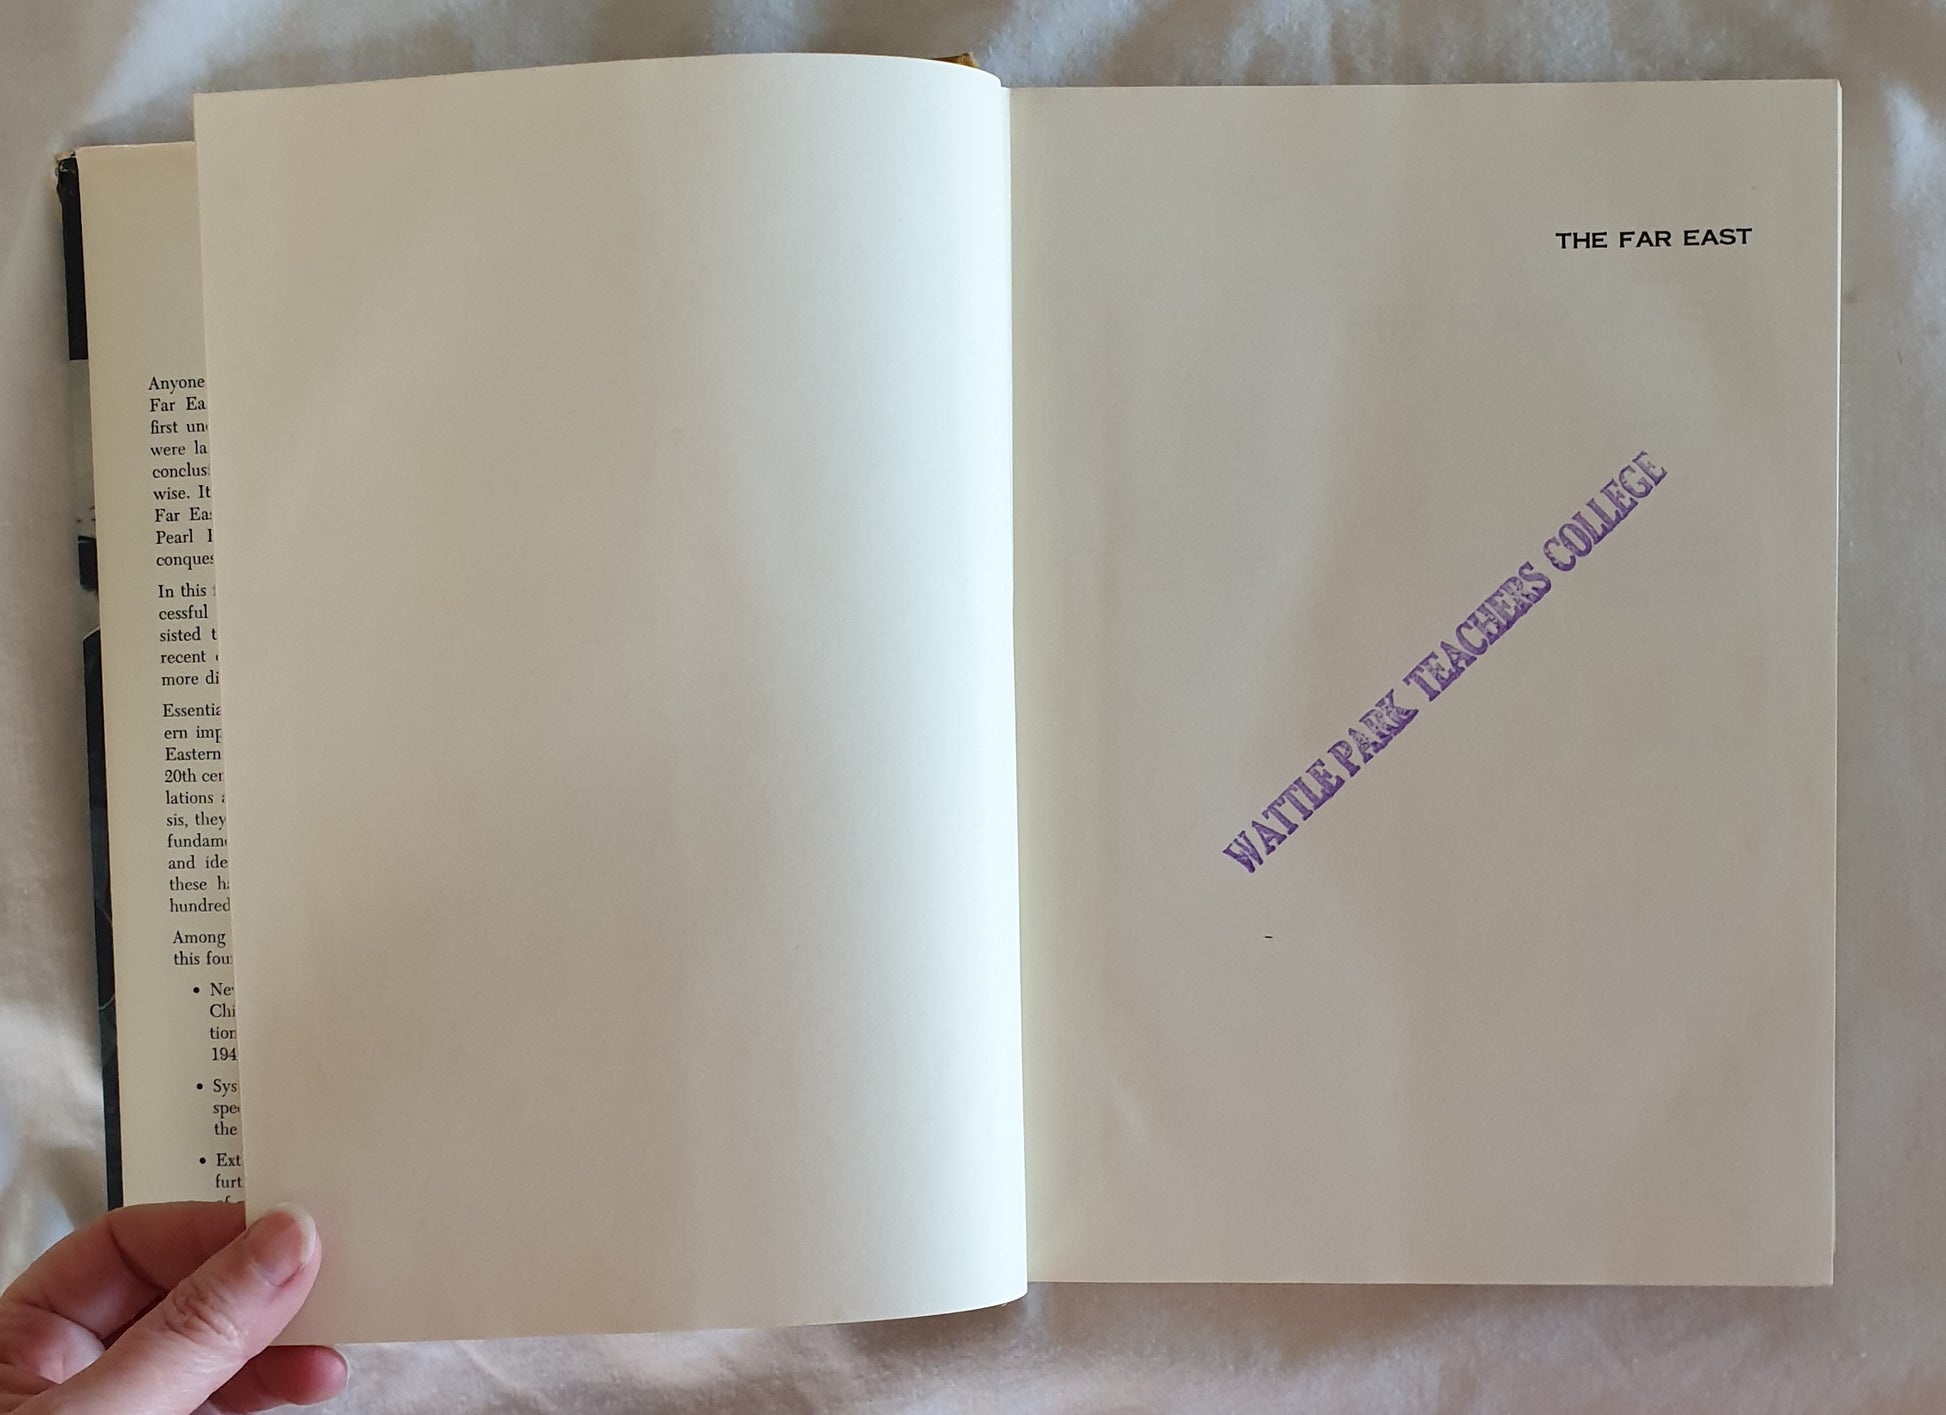 Anyone
Far Ea
first un
were la
conclus
wise. It
Far Ea
Pearl
conques
In this
cessful
sisted t
recent
more di
Essentia
ern imp
Eastern
20th cen
lations
sis, they
fundam
and ide
these h
hundred
Among
this fou
• Ne
Chi
tion
194
• Sys
spe
the
• Ext
furt
THE FAR EAST
WATTLE PARK TEACHERS COLLEGE